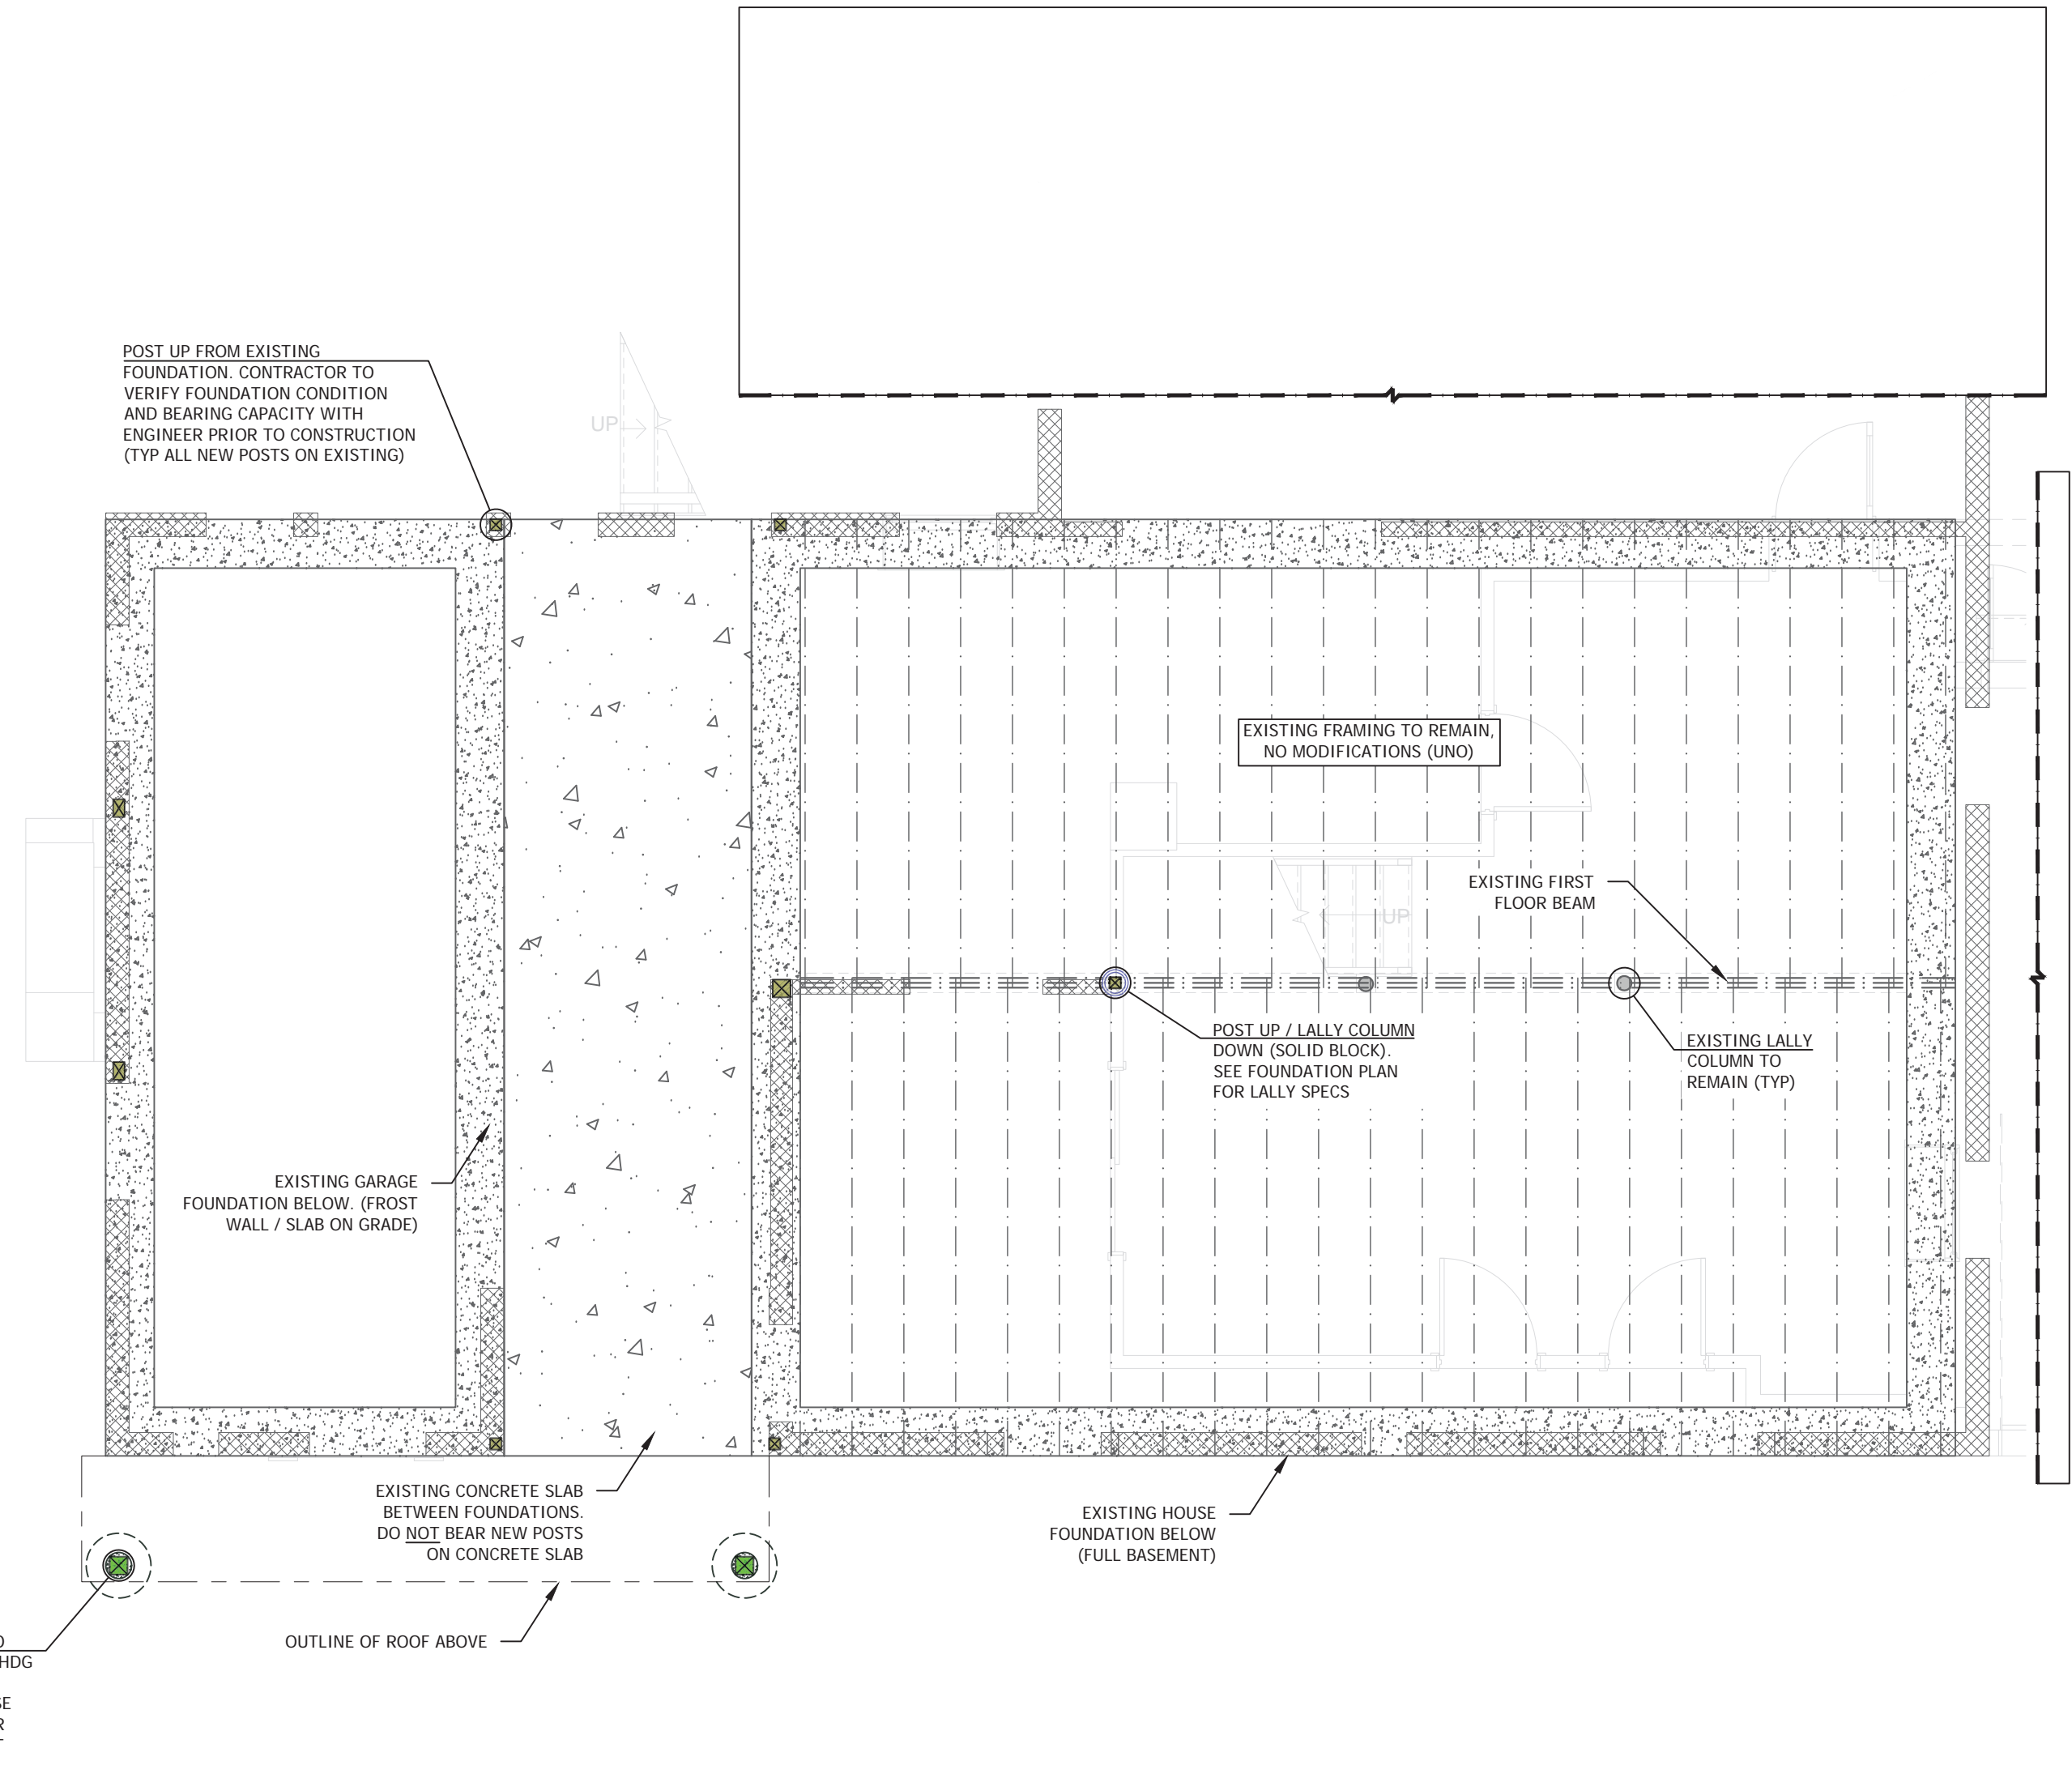 POST UP FROM EXISTING
FOUNDATION. CONTRACTOR TO
VERIFY FOUNDATION CONDITION
AND BEARING CAPACITY WITH
ENGINEER PRIOR TO CONSTRUCTION
(TYP ALL NEW POSTS ON EXISTING)
UP
EXISTING FRAMING TO REMAIN,
NO MODIFICATIONS (UNO)
EXISTING FIRST
FLOOR BEAM
UP
POST UP / LALLY COLUMN
DOWN (SOLID BLOCK).
SEE FOUNDATION PLAN
FOR LALLY SPECS
EXISTING LALLY
COLUMN TO
REMAIN (TYP)
EXISTING GARAGE
FOUNDATION BELOW. (FROST
WALL / SLAB ON GRADE)
EXISTING CONCRETE SLAB
BETWEEN FOUNDATIONS.
DO NOT BEAR NEW POSTS
ON CONCRETE SLAB
EXISTING HOUSE
FOUNDATION BELOW
(FULL BASEMENT)
OUTLINE OF ROOF ABOVE
HDG